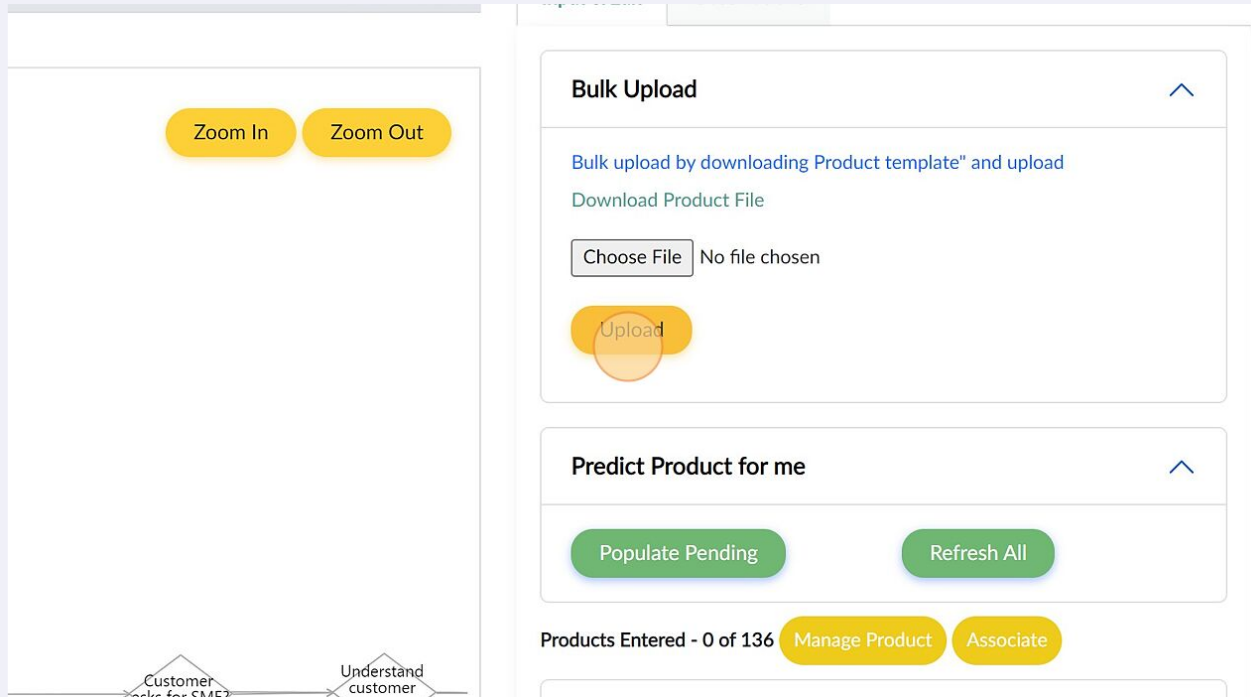 Bulk Upload
Zoom In
Zoom Out
Bulk upload by downloading Product template" and upload
Download Product File
Choose File No file chosen
Upload
Predict Product for me
Populate Pending
Refresh All
Products Entered - 0 of 136 Manage Product Associate
Customer
for SME?
Understand
customer